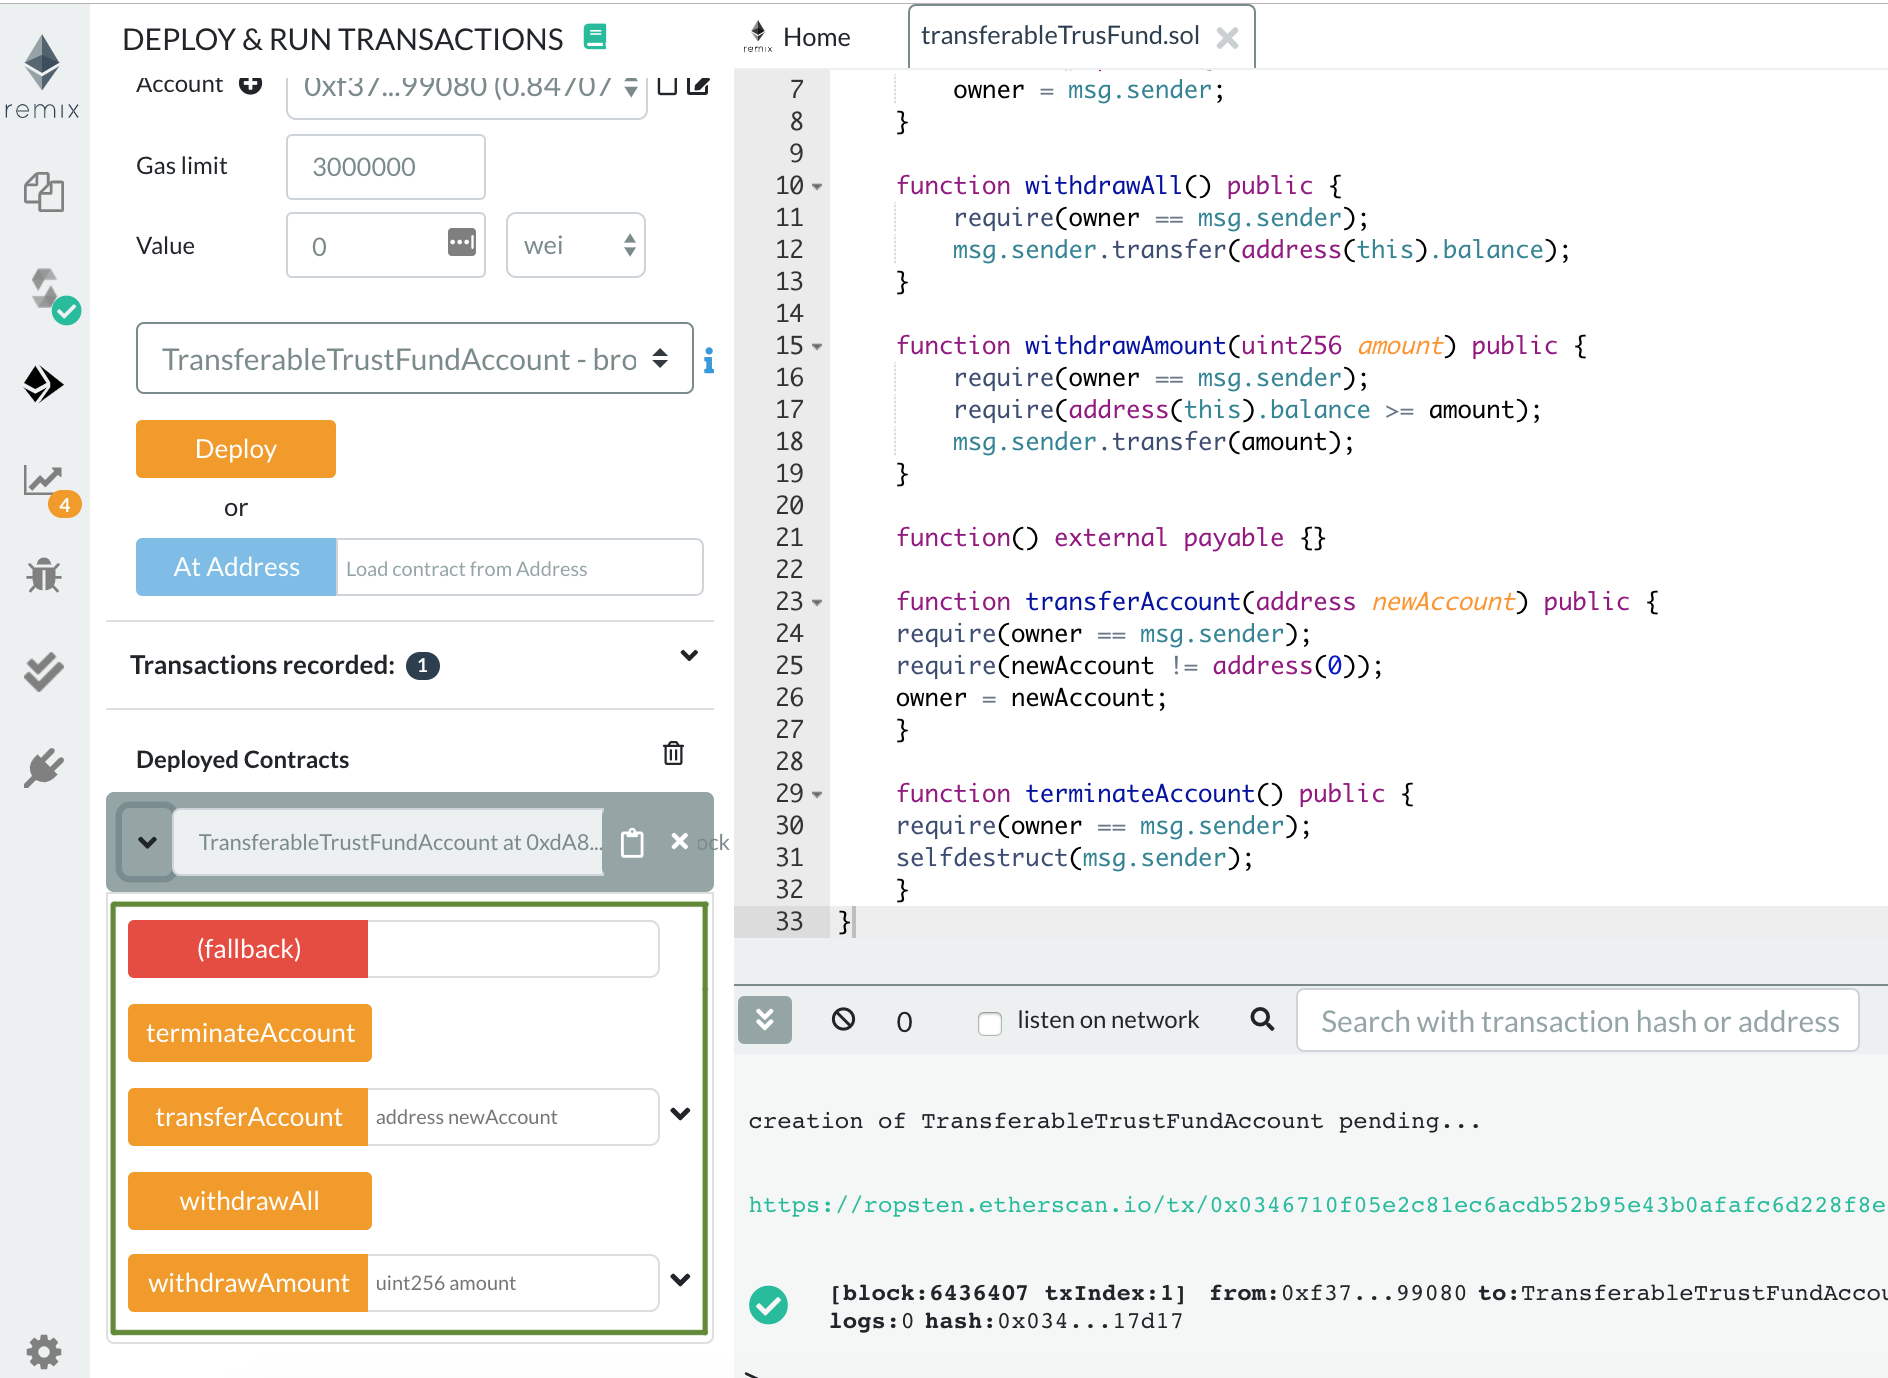 remix
4
DEPLOY & RUN TRANSACTIONS
Account
0xf37...99080 (0.84707
Gas limit
3000000
Value
0
wei
TransferableTrustFundAccount - bro
i
Deploy
or
At Address
Load contract from Address
Transactions recorded: 1
Deployed Contracts
TransferableTrustFundAccount at 0xdA8...
ock
(fallback)
terminateAccount
transferAccount
address newAccount
withdrawAll
withdrawAmount
uint256 amount
remix
Home
transferableTrusFund.sol
7 owner = msg.sender;
8 }
9
10 function withdrawAll() public {
11 require(owner == msg.sender);
12 msg.sender.transfer(address(this).balance);
13 }
14
15 function withdrawAmount(uint256 amount) public {
16 require(owner == msg.sender);
17 require(address(this).balance >= amount);
18 msg.sender.transfer(amount);
19 }
20
21 function() external payable {}
22
23 function transferAccount(address newAccount) public {
24 require(owner == msg.sender);
25 require(newAccount != address(0));
26 owner = newAccount;
27 }
28
29 function terminateAccount() public {
30 require(owner == msg.sender);
31 selfdestruct(msg.sender);
32 }
33 }
0
listen on network
Search with transaction hash or address
creation of TransferableTrustFundAccount pending...
https://ropsten.etherscan.io/tx/0x0346710f05e2c81ec6acdb52b95e43b0afafc6d228f8e
[block:6436407 txIndex:1] from:0xf37...99080 to:TransferableTrustFundAccou
logs:0 hash:0x034...17d17